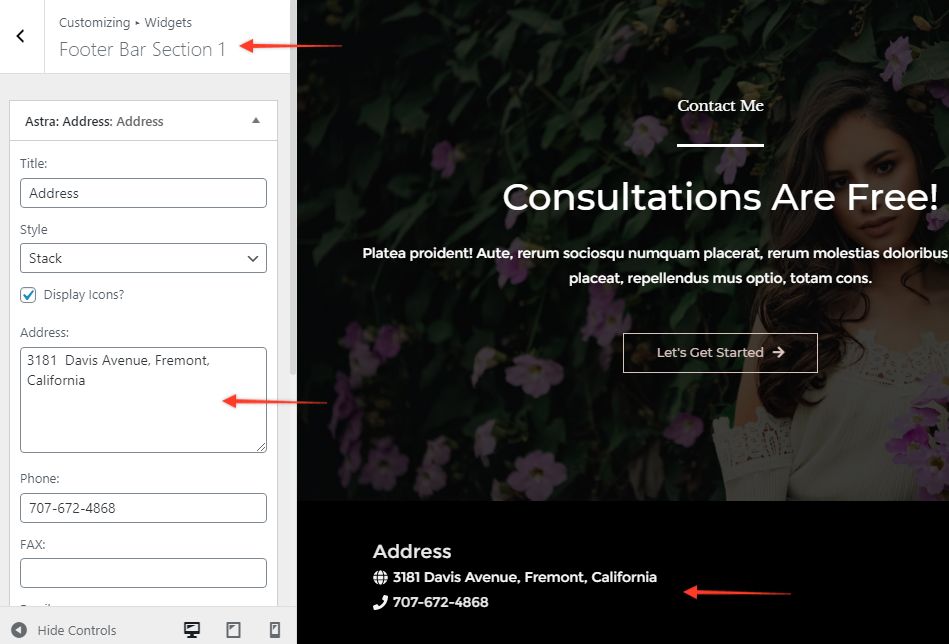 Customizing ▸ Widgets
Footer Bar Section 1
Astra: Address: Address
Title:
Address
Style
Stack
Display Icons?
Address:
3181  Davis Avenue, Fremont,
California
Phone:
707-672-4868
FAX:
Hide Controls
Contact Me
Consultations Are Free!
Platea proident! Aute, rerum sociosqu numquam placerat, rerum molestias doloribus
placeat, repellendus mus optio, totam cons.
Let's Get Started
Address
3181 Davis Avenue, Fremont, California
707-672-4868